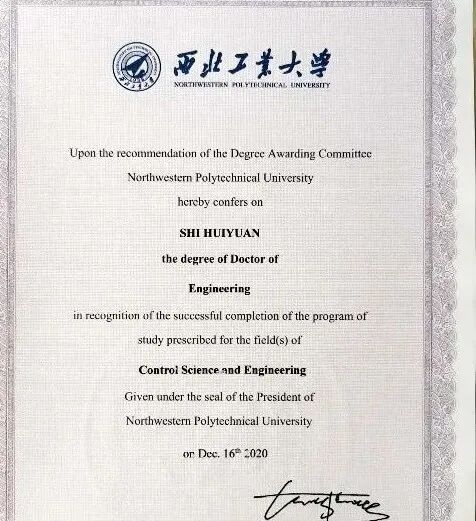 西北工业大学
NORTHWESTERN POLYTECHNICAL UNIVERSITY
Upon the recommendation of the Degree Awarding Committee
Northwestern Polytechnical University
hereby confers on
SHI HUIYUAN
the degree of Doctor of
Engineering
in recognition of the successful completion of the program of
study prescribed for the field(s) of
Control Science and Engineering
Given under the seal of the President of
Northwestern Polytechnical University
on Dec. 16th 2020